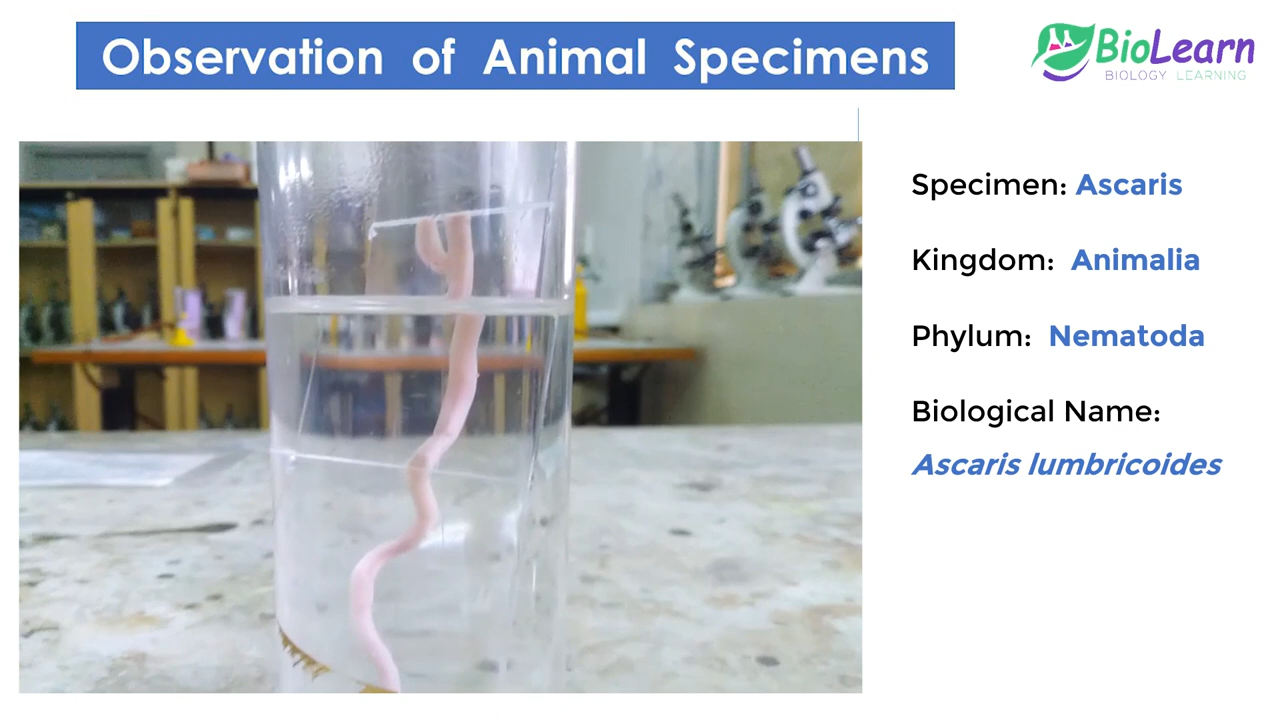 Observation of Animal Specimens
BioLearn
BIOLOGY LEARNING
Specimen: Ascaris
Kingdom: Animalia
Phylum: Nematoda
Biological Name:
Ascaris lumbricoides